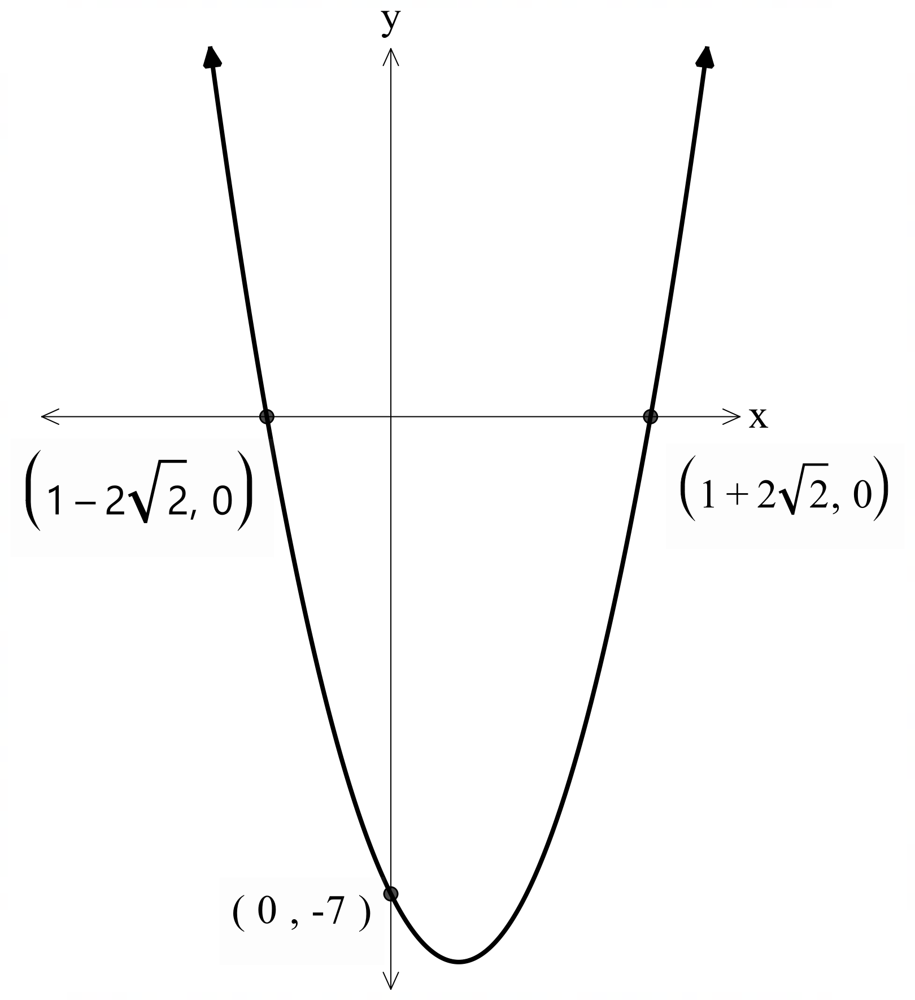 y
x
(1 – 2√2, 0)
(1 + 2√2, 0)
( 0 , -7 )